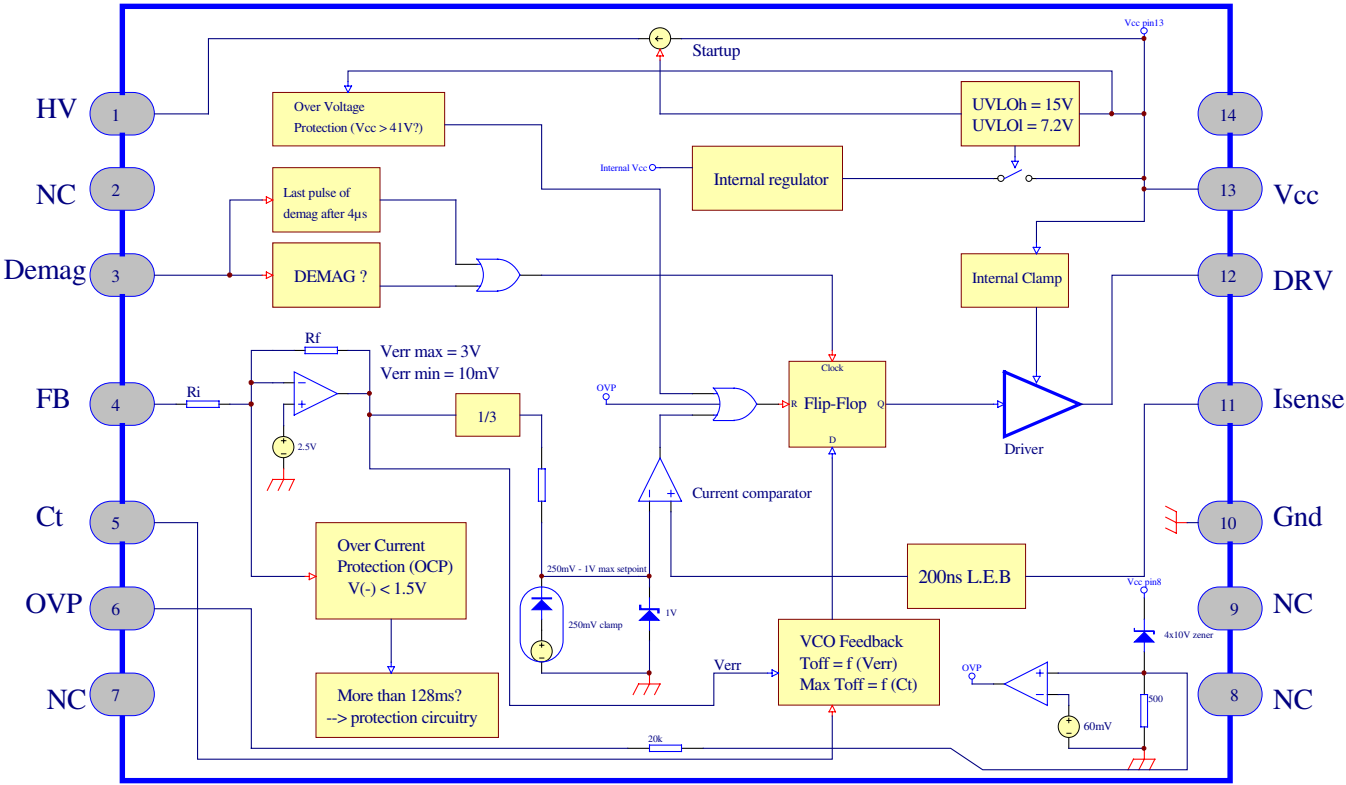 Vcc pin13
Startup
HV
1
Over Voltage
Protection (Vcc > 41V?)
UVLOh = 15V
UVLOl = 7.2V
14
NC
2
Last pulse of
demag after 4µs
Internal Vcc
Internal regulator
13
Vcc
Demag
3
DEMAG ?
Internal Clamp
12
DRV
Rf
Verr max = 3V
Verr min = 10mV
Clock
FB
4
Ri
−
+
2.5V
1/3
OVP
R
Flip-Flop
Q
D
Driver
11
Isense
Current comparator
−
+
Ct
5
10
Gnd
Over Current
Protection (OCP)
V(-) < 1.5V
250mV - 1V max setpoint
200ns L.E.B
Vcc pin8
OVP
6
250mV clamp
1V
9
NC
4x10V zener
VCO Feedback
Toff = f (Verr)
Max Toff = f (Ct)
Verr
OVP
+
−
NC
7
More than 128ms?
--> protection circuitry
500
60mV
8
NC
20k